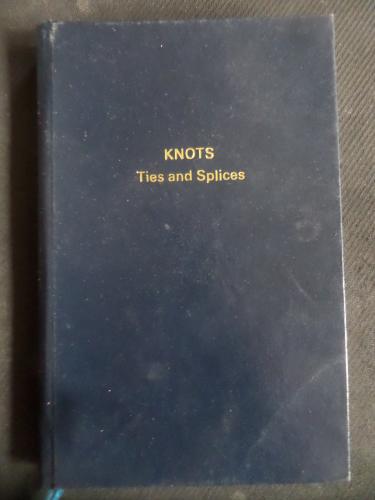 KNOTS
Ties and Splices